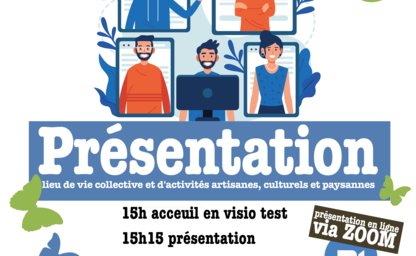 Présentation
lieu de vie collective et d'activités artisanes, culturels et paysannes
15h acceuil en visio test
15h15 présentation
présentation en ligne
via ZOOM